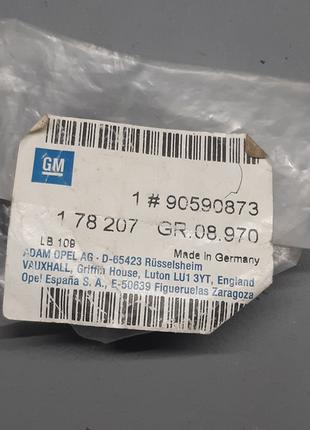 GM
1 # 90590873
1 78 207 GR.08.970
LB 109
Made in Germany
ADAM OPEL AG - D-65423 Rüsselsheim
VAUXHALL, Griffin House, Luton LU1 3YT, England
Opel España S. A., E-50639 Figueruelas Zaragoza